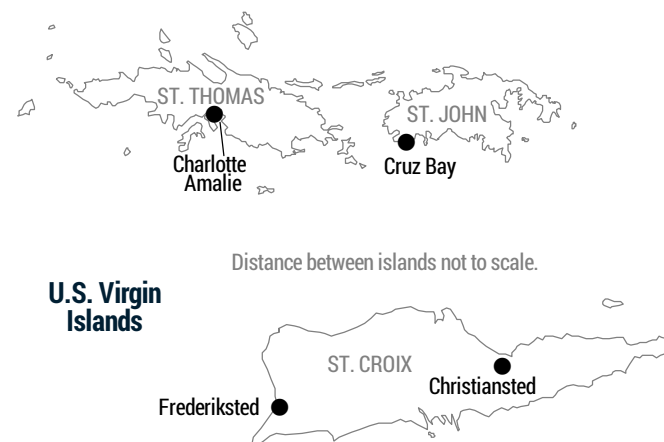 ST. THOMAS
ST. JOHN
Charlotte
Amalie
Cruz Bay
Distance between islands not to scale.
U.S. Virgin
Islands
ST. CROIX
Christiansted
Frederiksted